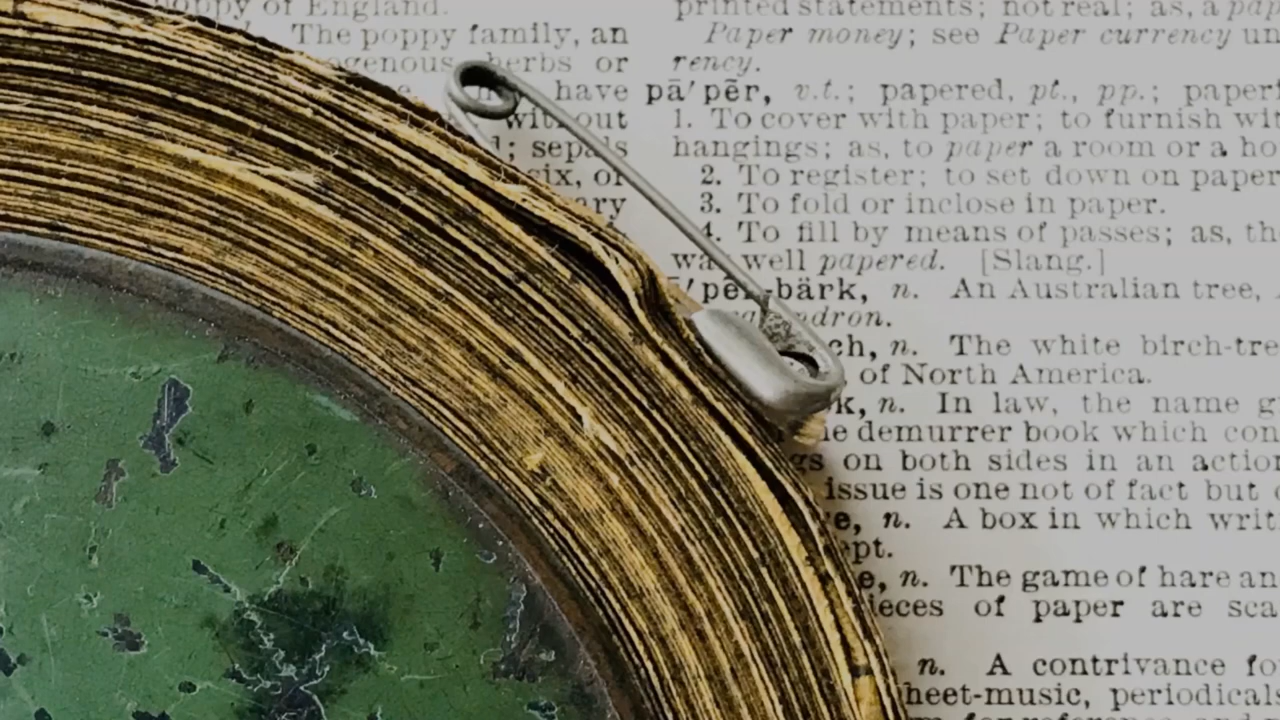 poppy of England.
The poppy family, an
herbs or
have
without
; sepals
six, or
printed statements; not real; as, a pap
Paper money; see Paper currency un
rency.
pā′pẽr, v.t.; papered, pt., pp.; paperi
1. To cover with paper; to furnish wit
hangings; as, to paper a room or a ho
2. To register; to set down on paper
3. To fold or inclose in paper.
4. To fill by means of passes; as, th
was well papered. [Slang.]
′per-bärk, n. An Australian tree,
dron.
ch, n. The white birch-tre
of North America.
k, n. In law, the name g
e demurrer book which con
gs on both sides in an action
issue is one not of fact but
e, n. A box in which writ
ept.
e, n. The game of hare an
ieces of paper are sca
n. A contrivance fo
heet-music, periodicals